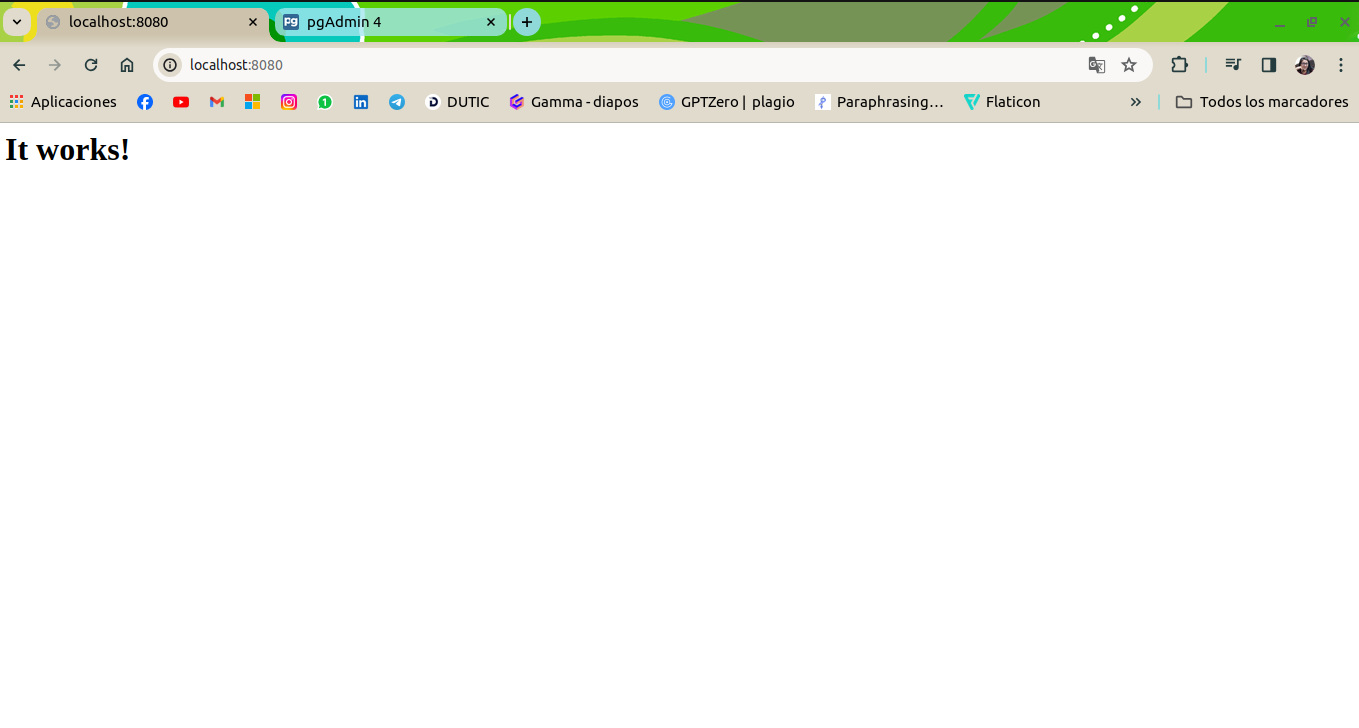 localhost:8080
pgAdmin 4
localhost:8080
Aplicaciones
DUTIC
Gamma - diapos
GPTZero | plagio
Paraphrasing...
Flaticon
Todos los marcadores
It works!